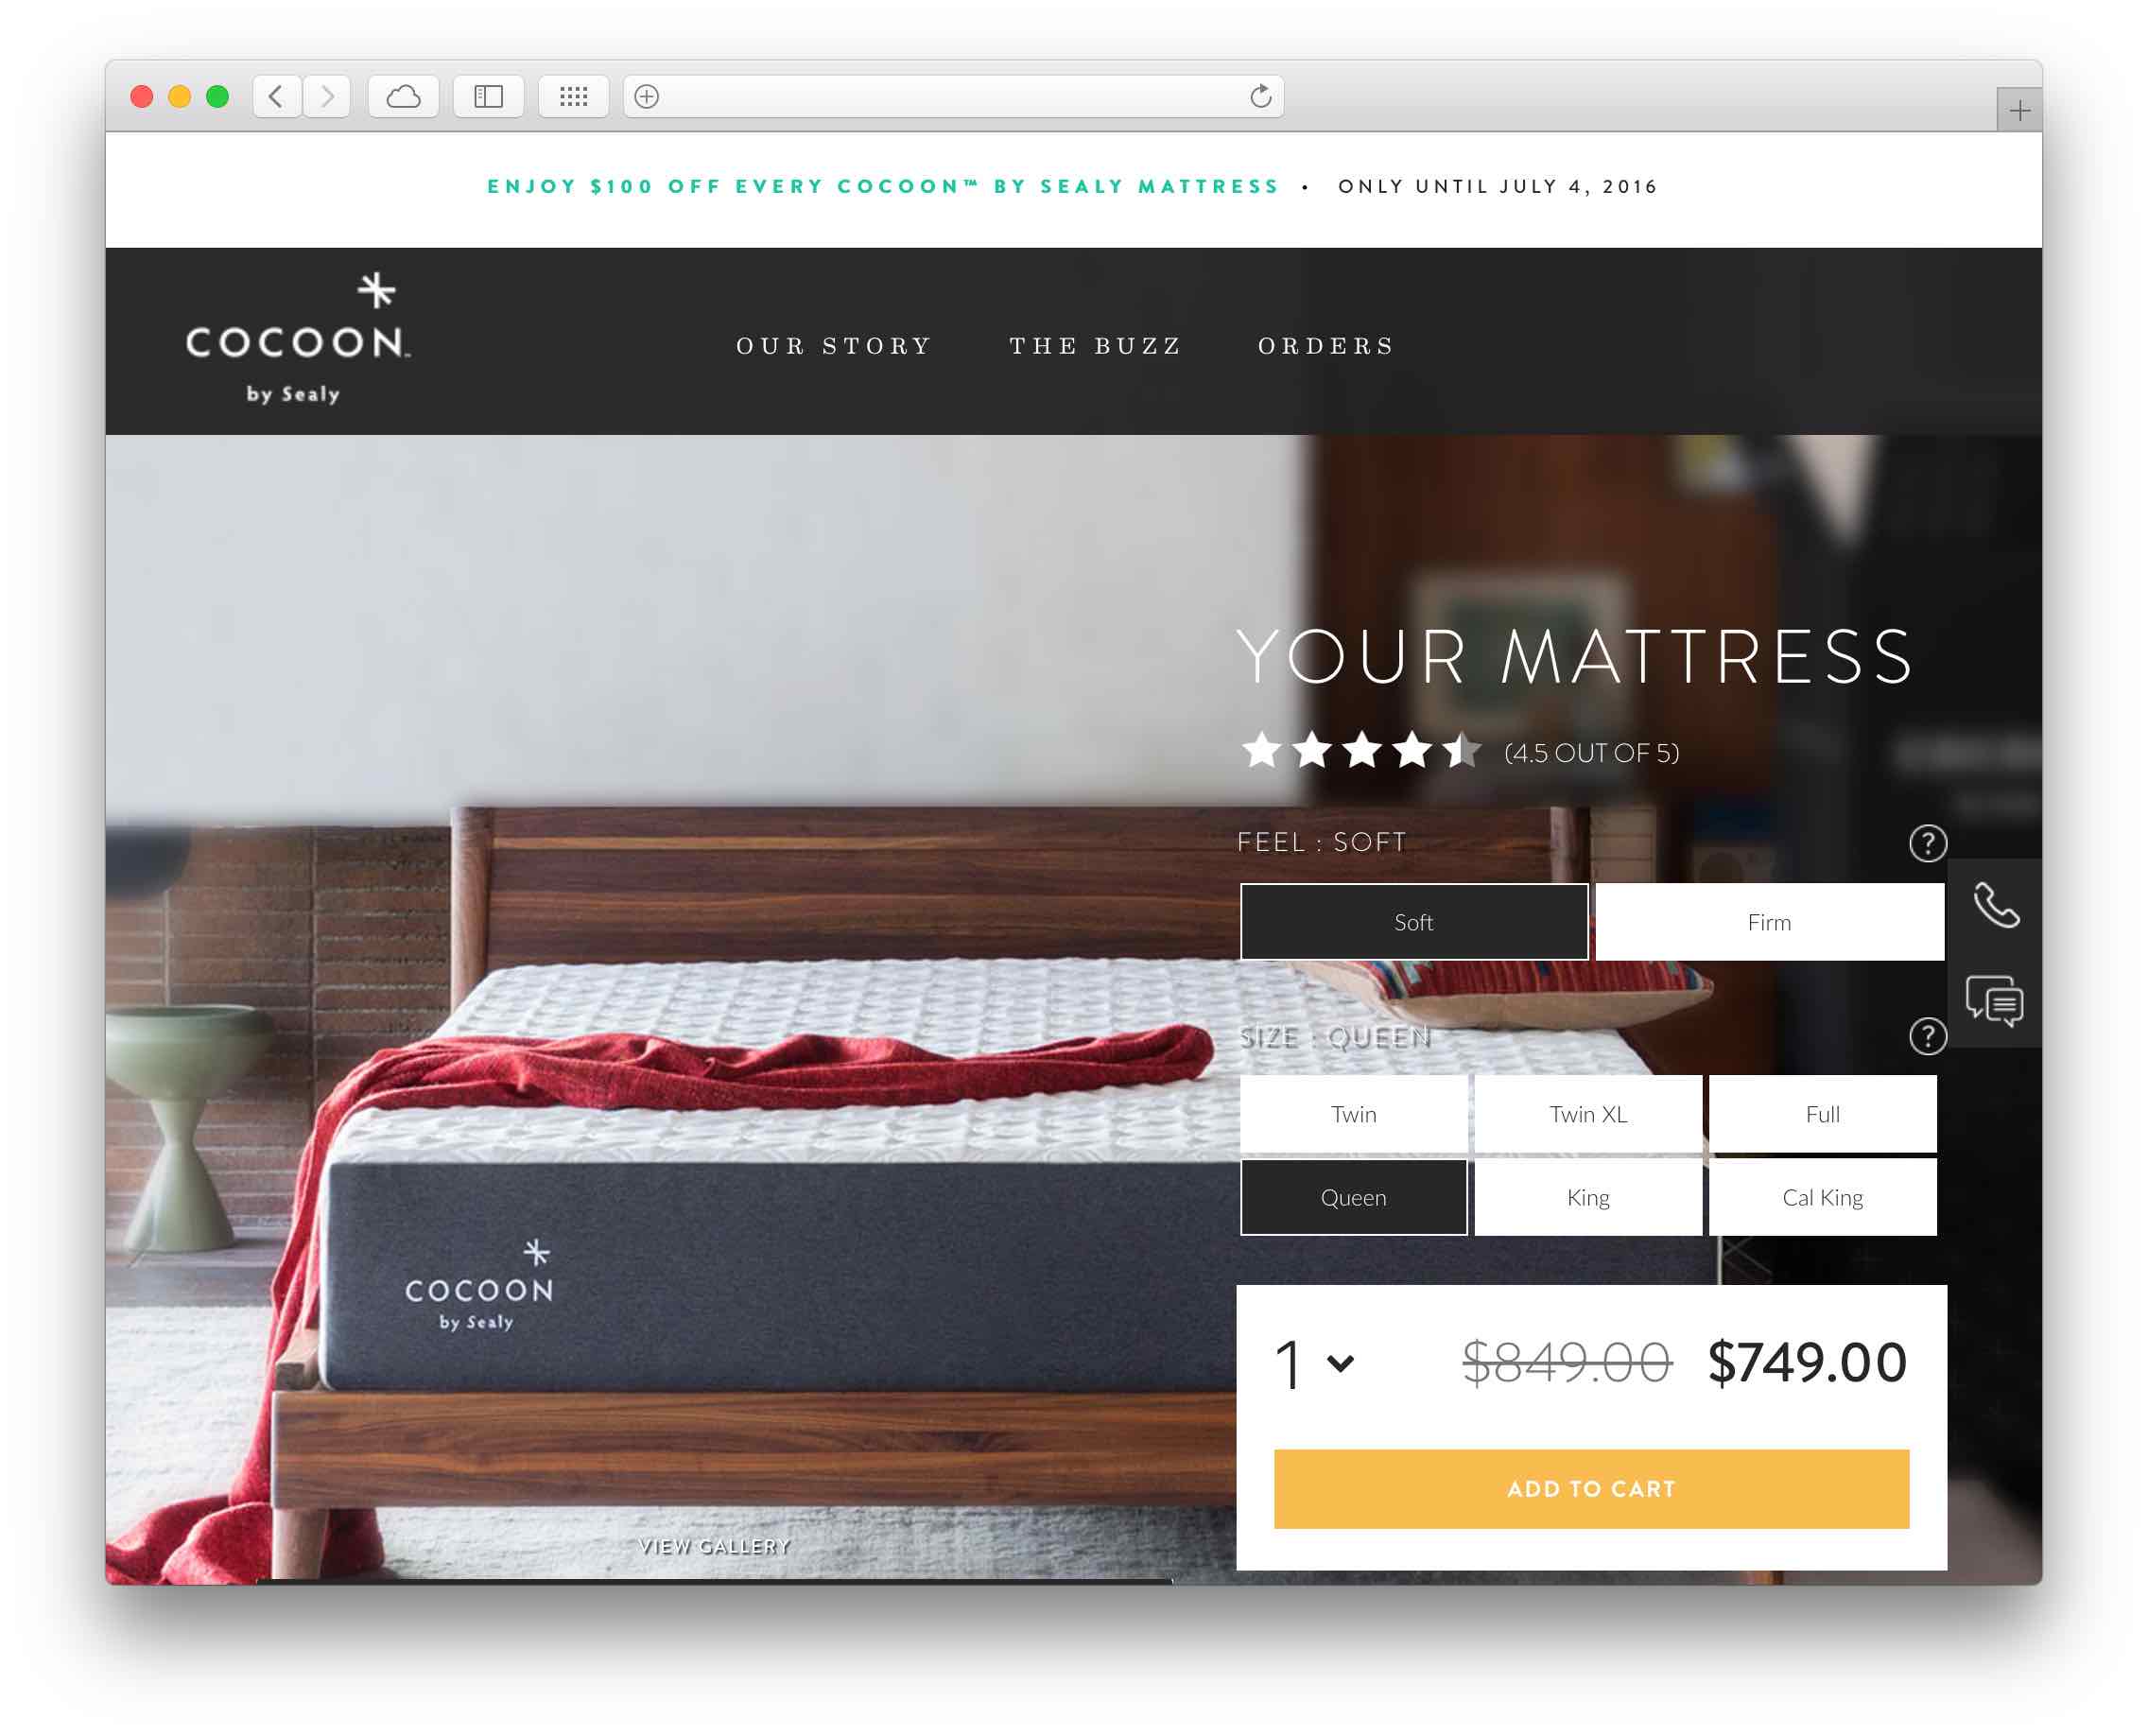 ENJOY $100 OFF EVERY COCOON™ BY SEALY MATTRESS • ONLY UNTIL JULY 4, 2016
COCOON™
by Sealy
OUR STORY THE BUZZ ORDERS
YOUR MATTRESS
(4.5 OUT OF 5)
FEEL : SOFT ?
Soft Firm
SIZE : QUEEN ?
Twin Twin XL Full
Queen King Cal King
COCOON
by Sealy
1 $849.00 $749.00
ADD TO CART
VIEW GALLERY